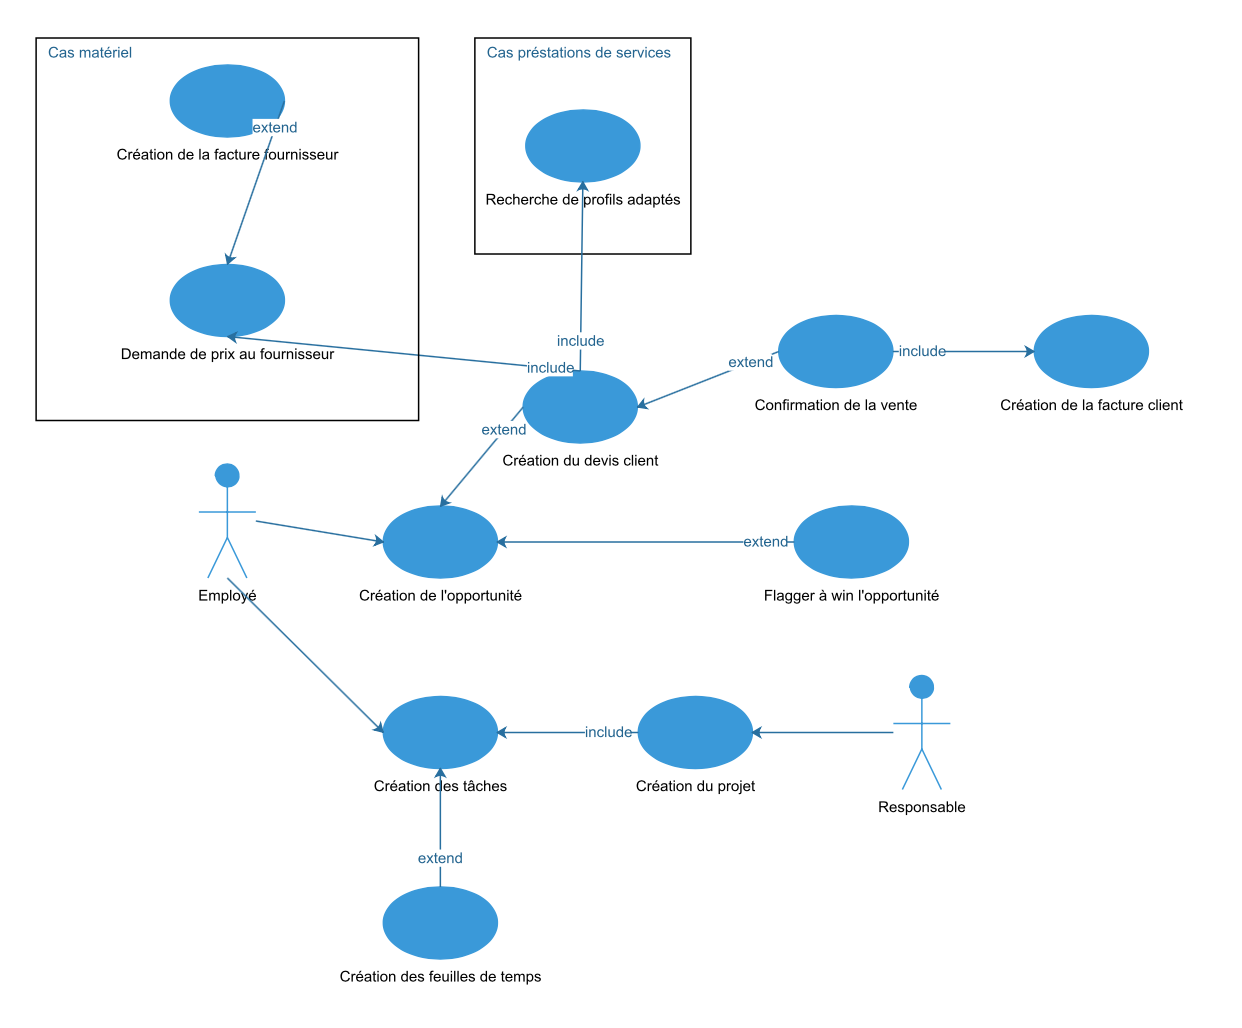 Cas matériel
Cas préstations de services
extend
Création de la facture fournisseur
Recherche de profils adaptés
include
Demande de prix au fournisseur
include
extend
include
Confirmation de la vente
Création de la facture client
extend
Création du devis client
extend
Employé
Création de l'opportunité
Flagger à win l'opportunité
include
Création des tâches
Création du projet
Responsable
extend
Création des feuilles de temps